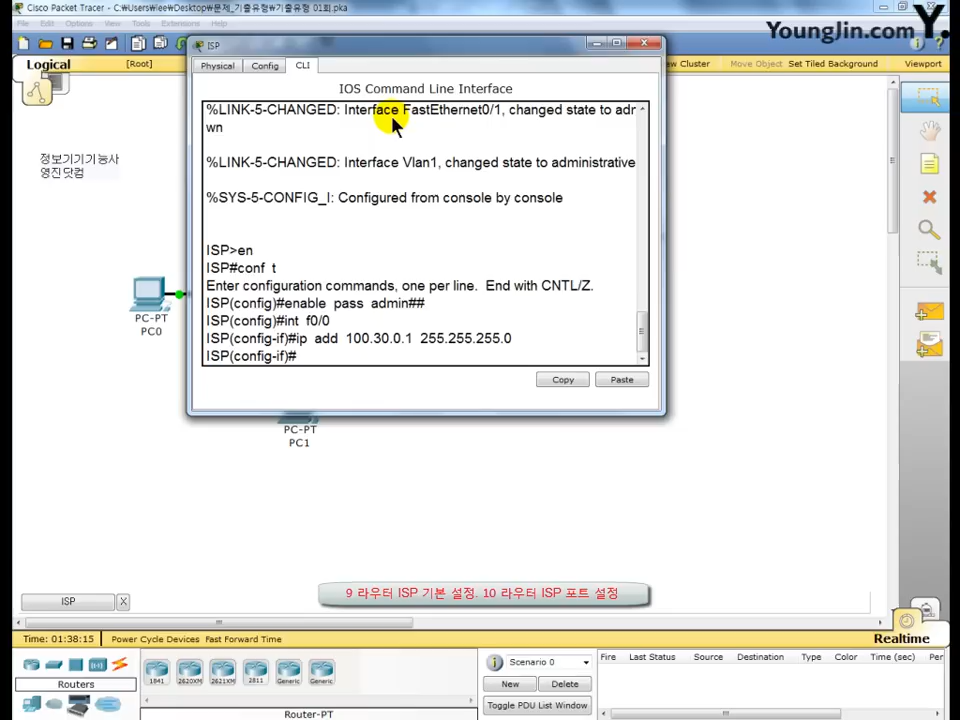 Cisco Packet Tracer - C:\Users\lee\Desktop\문제_기출유형\기출유형 01회.pka
File Edit Options View Tools Extensions Help
YoungJin.com Y.
Logical [Root] New Cluster Move Object Set Tiled Background Viewport
ISP
Physical Config CLI
IOS Command Line Interface
%LINK-5-CHANGED: Interface FastEthernet0/1, changed state to adm
wn
%LINK-5-CHANGED: Interface Vlan1, changed state to administrative
%SYS-5-CONFIG_I: Configured from console by console
ISP>en
ISP#conf t
Enter configuration commands, one per line. End with CNTL/Z.
ISP(config)#enable pass admin##
ISP(config)#int f0/0
ISP(config-if)#ip add 100.30.0.1 255.255.255.0
ISP(config-if)#
Copy Paste
정보기기기능사
영진닷컴
PC-PT
PC0
PC-PT
PC1
9 라우터 ISP 기본 설정. 10 라우터 ISP 포트 설정
ISP X
Time: 01:38:15 Power Cycle Devices Fast Forward Time Realtime
Routers
1841 2620XM 2621XM 2811 Generic Generic
Router-PT
Scenario 0
New Delete
Toggle PDU List Window
Fire Last Status Source Destination Type Color Time (sec) Per